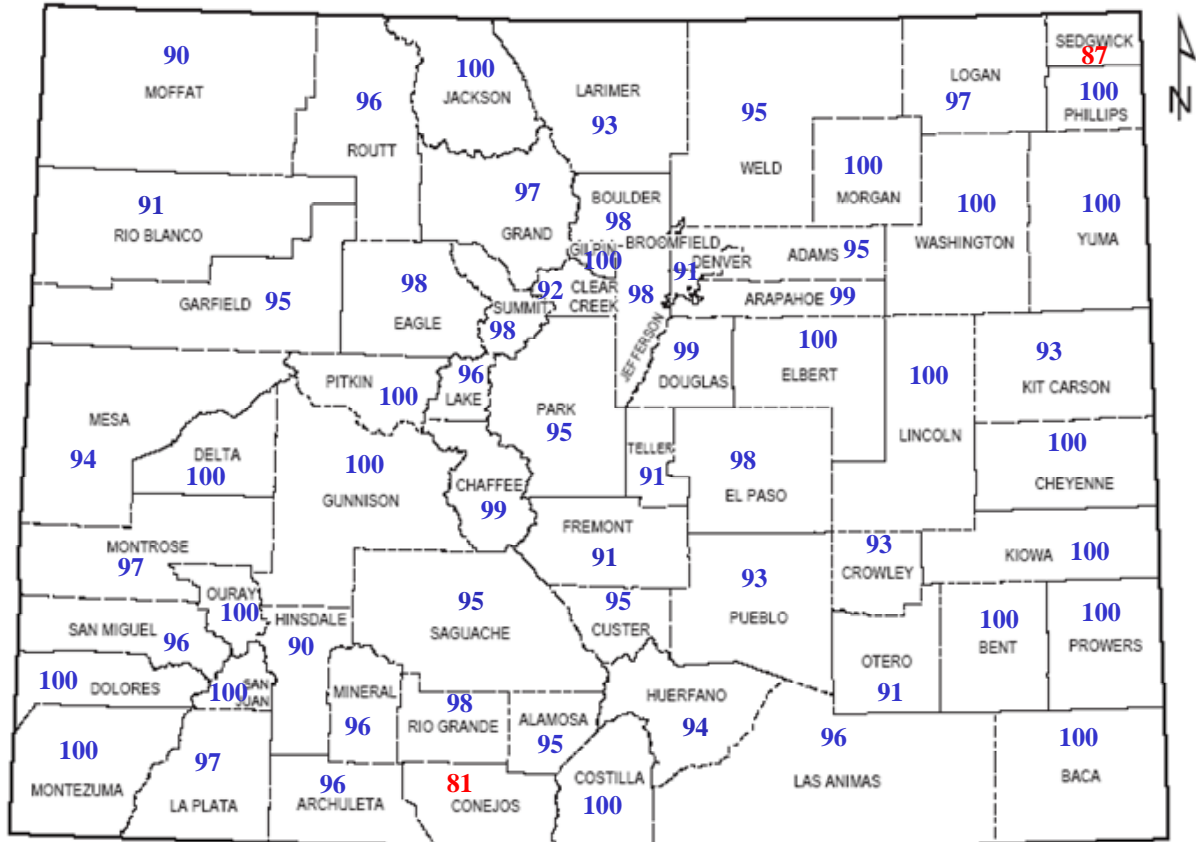 90
MOFFAT
96
ROUTT
100
JACKSON
LARIMER
93
95
WELD
LOGAN
97
SEDGWICK
87
100
PHILLIPS
N
91
RIO BLANCO
97
GRAND
BOULDER
98
100
MORGAN
100
WASHINGTON
100
YUMA
GARFIELD 95
98
EAGLE
SUMMIT
98
GILPIN
100
92
CLEAR
CREEK
BROOMFIELD
98
JEFFERSON
91
DENVER
ADAMS 95
ARAPAHOE 99
99
DOUGLAS
100
ELBERT
100
LINCOLN
93
KIT CARSON
MESA
94
PITKIN
100
96
LAKE
PARK
95
DELTA
100
100
GUNNISON
CHAFFEE
99
TELLER
91
98
EL PASO
100
CHEYENNE
MONTROSE
97
FREMONT
91
93
PUEBLO
93
CROWLEY
KIOWA 100
OURAY
100
HINSDALE
90
95
SAGUACHE
95
CUSTER
OTERO
91
100
BENT
100
PROWERS
SAN MIGUEL
96
100 DOLORES
100
SAN
JUAN
MINERAL
96
98
RIO GRANDE
ALAMOSA
95
HUERFANO
94
100
MONTEZUMA
97
LA PLATA
96
ARCHULETA
81
CONEJOS
COSTILLA
100
96
LAS ANIMAS
100
BACA